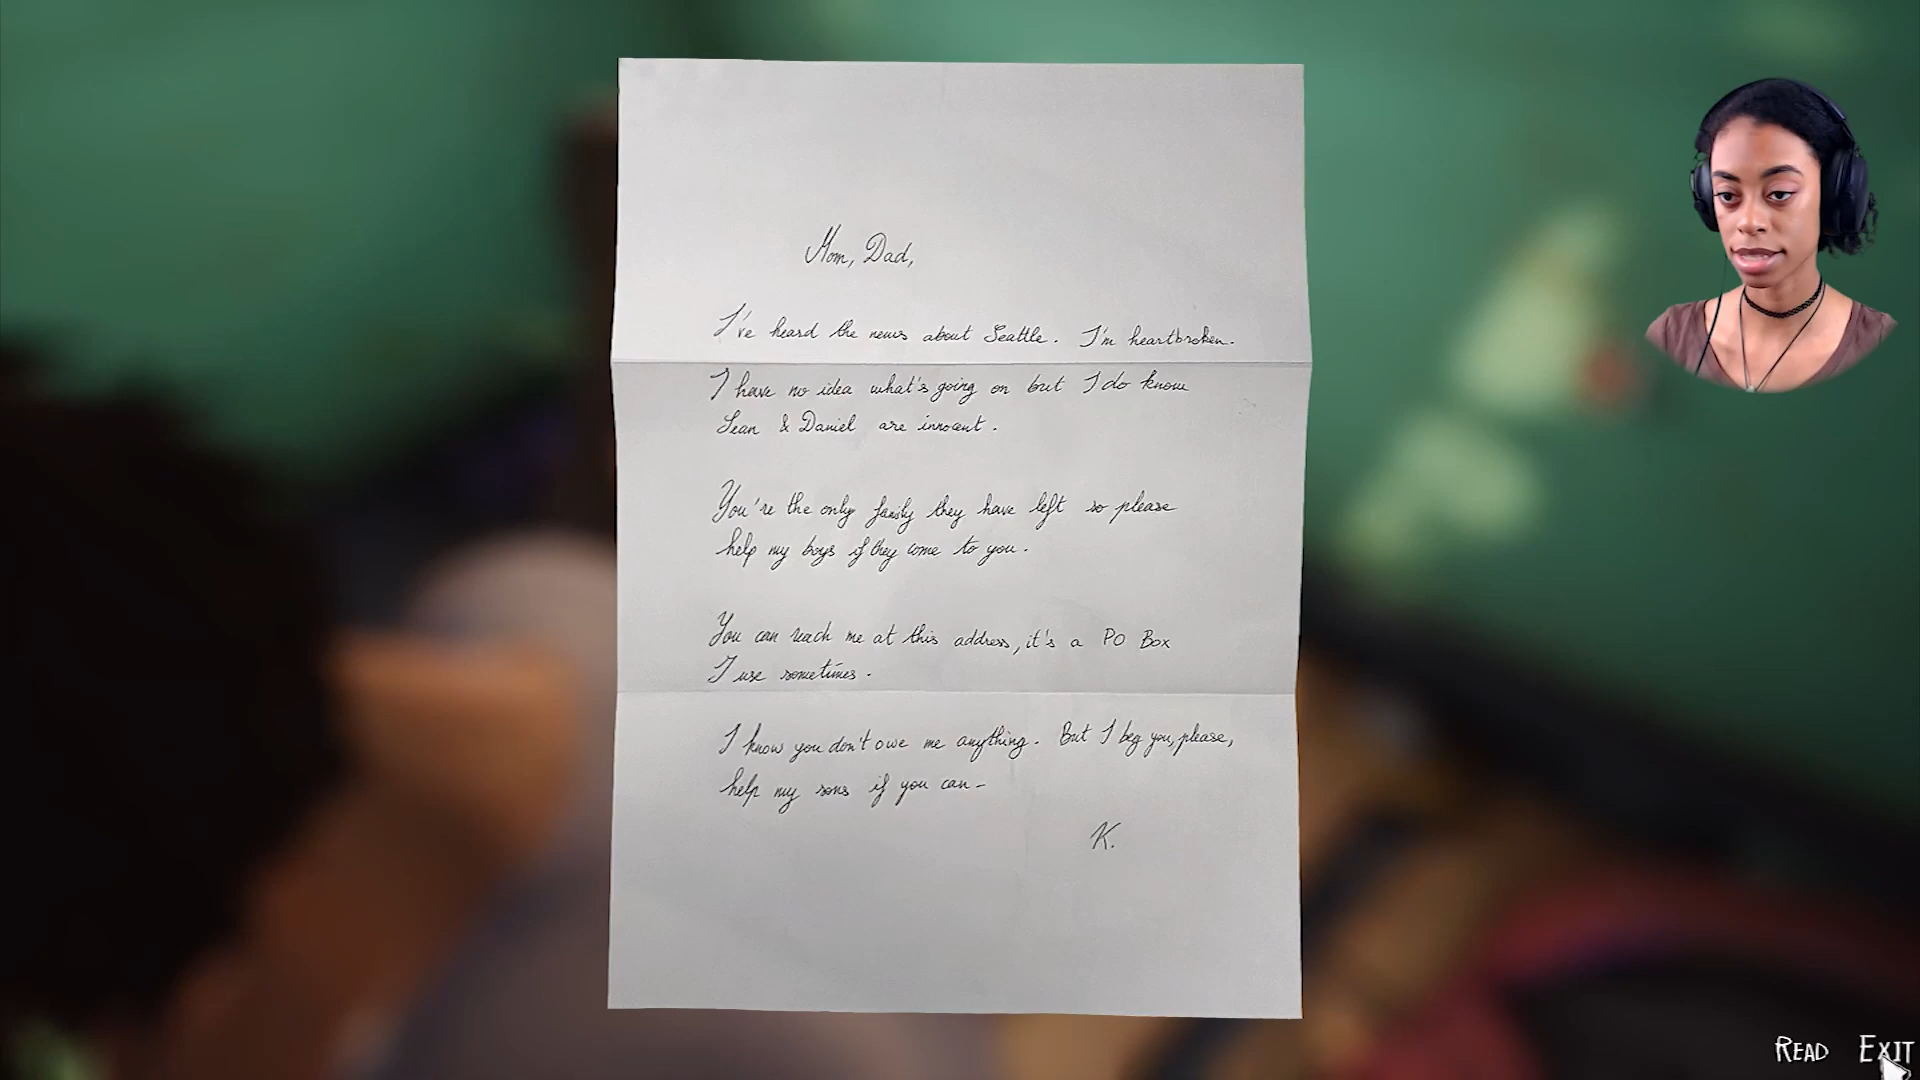 Mom, Dad,
I've heard the news about Seattle. I'm heartbroken.
I have no idea what's going on but I do know
Sean & Daniel are innocent.
You're the only family they have left so please
help my boys if they come to you.
You can reach me at this address, it's a PO Box
I use sometimes.
I know you don't owe me anything. But I beg you, please,
help my sons if you can-
K.
READ EXIT